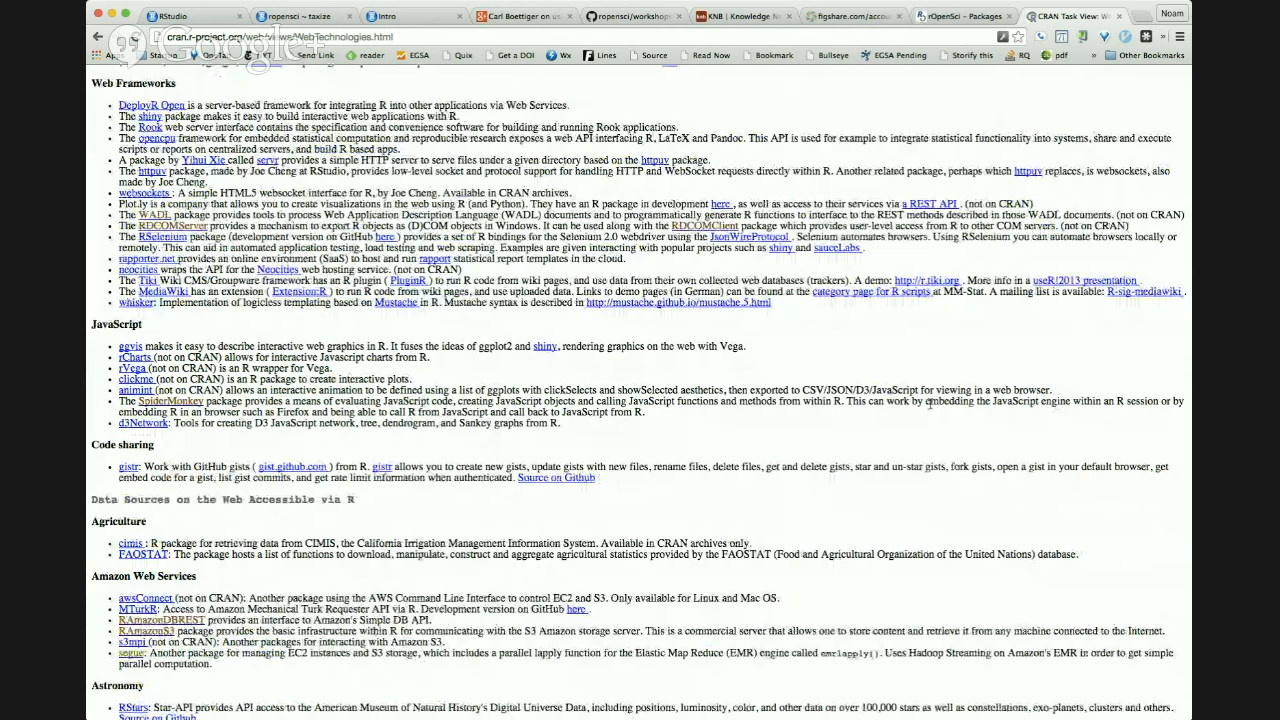 RStudio
ropensci ~ taxize
Intro
Carl Boettiger on us
ropensci/workshops
KNB | Knowledge N
figshare.com/accou
rOpenSci - Packages
CRAN Task View: We
Noam
cran.r-project.org/web/views/WebTechnologies.html
Google+
Apps
Send Link
reader
EGSA
Quix
Get a DOI
Wx
Lines
Source
Read Now
Bookmark
Bullseye
EGSA Pending
Storify this
RQ
pdf
»
Other Bookmarks
Web Frameworks
• DeployR Open is a server-based framework for integrating R into other applications via Web Services.
• The shiny package makes it easy to build interactive web applications with R.
• The Rook web server interface contains the specification and convenience software for building and running Rook applications.
• The opencpu framework for embedded statistical computation and reproducible research exposes a web API interfacing R, LaTeX and Pandoc. This API is used for example to integrate statistical functionality into systems, share and execute
scripts or reports on centralized servers, and build R based apps.
• A package by Yihui Xie called servr provides a simple HTTP server to serve files under a given directory based on the httpuv package.
• The httpuv package, made by Joe Cheng at RStudio, provides low-level socket and protocol support for handling HTTP and WebSocket requests directly within R. Another related package, perhaps which httpuv replaces, is websockets, also
made by Joe Cheng.
• websockets : A simple HTML5 websocket interface for R, by Joe Cheng. Available in CRAN archives.
• Plot.ly is a company that allows you to create visualizations in the web using R (and Python). They have an R package in development here , as well as access to their services via a REST API . (not on CRAN)
• The WADL package provides tools to process Web Application Description Language (WADL) documents and to programmatically generate R functions to interface to the REST methods described in those WADL documents. (not on CRAN)
• The RDCOMServer provides a mechanism to export R objects as (D)COM objects in Windows. It can be used along with the RDCOMClient package which provides user-level access from R to other COM servers. (not on CRAN)
• The RSelenium package (development version on GitHub here ) provides a set of R bindings for the Selenium 2.0 webdriver using the JsonWireProtocol . Selenium automates browsers. Using RSelenium you can automate browsers locally or
remotely. This can aid in automated application testing, load testing and web scraping. Examples are given interacting with popular projects such as shiny and sauceLabs .
• rapporter.net provides an online environment (SaaS) to host and run rapport statistical report templates in the cloud.
• neocities wraps the API for the Neocities web hosting service. (not on CRAN)
• The Tiki Wiki CMS/Groupware framework has an R plugin ( PluginR ) to run R code from wiki pages, and use data from their own collected web databases (trackers). A demo: http://r.tiki.org . More info in a useR!2013 presentation .
• The MediaWiki has an extension ( Extension:R ) to run R code from wiki pages, and use uploaded data. Links to demo pages (in German) can be found at the category page for R scripts at MM-Stat. A mailing list is available: R-sig-mediawiki .
• whisker: Implementation of logicless templating based on Mustache in R. Mustache syntax is described in http://mustache.github.io/mustache.5.html
JavaScript
• ggvis makes it easy to describe interactive web graphics in R. It fuses the ideas of ggplot2 and shiny, rendering graphics on the web with Vega.
• rCharts (not on CRAN) allows for interactive Javascript charts from R.
• rVega (not on CRAN) is an R wrapper for Vega.
• clickme (not on CRAN) is an R package to create interactive plots.
• animint (not on CRAN) allows an interactive animation to be defined using a list of ggplots with clickSelects and showSelected aesthetics, then exported to CSV/JSON/D3/JavaScript for viewing in a web browser.
• The SpiderMonkey package provides a means of evaluating JavaScript code, creating JavaScript objects and calling JavaScript functions and methods from within R. This can work by embedding the JavaScript engine within an R session or by
embedding R in an browser such as Firefox and being able to call R from JavaScript and call back to JavaScript from R.
• d3Network: Tools for creating D3 JavaScript network, tree, dendrogram, and Sankey graphs from R.
Code sharing
• gistr: Work with GitHub gists ( gist.github.com ) from R. gistr allows you to create new gists, update gists with new files, rename files, delete files, get and delete gists, star and un-star gists, fork gists, open a gist in your default browser, get
embed code for a gist, list gist commits, and get rate limit information when authenticated. Source on Github
Data Sources on the Web Accessible via R
Agriculture
• cimis : R package for retrieving data from CIMIS, the California Irrigation Management Information System. Available in CRAN archives only.
• FAOSTAT: The package hosts a list of functions to download, manipulate, construct and aggregate agricultural statistics provided by the FAOSTAT (Food and Agricultural Organization of the United Nations) database.
Amazon Web Services
• awsConnect (not on CRAN): Another package using the AWS Command Line Interface to control EC2 and S3. Only available for Linux and Mac OS.
• MTurkR: Access to Amazon Mechanical Turk Requester API via R. Development version on GitHub here .
• RAmazonDBREST provides an interface to Amazon's Simple DB API.
• RAmazonS3 package provides the basic infrastructure within R for communicating with the S3 Amazon storage server. This is a commercial server that allows one to store content and retrieve it from any machine connected to the Internet.
• s3mpi (not on CRAN): Another packages for interacting with Amazon S3.
• segue: Another package for managing EC2 instances and S3 storage, which includes a parallel lapply function for the Elastic Map Reduce (EMR) engine called emrlapply(). Uses Hadoop Streaming on Amazon's EMR in order to get simple
parallel computation.
Astronomy
• RStars: Star-API provides API access to the American Museum of Natural History's Digital Universe Data, including positions, luminosity, color, and other data on over 100,000 stars as well as constellations, exo-planets, clusters and others.
Source on Github